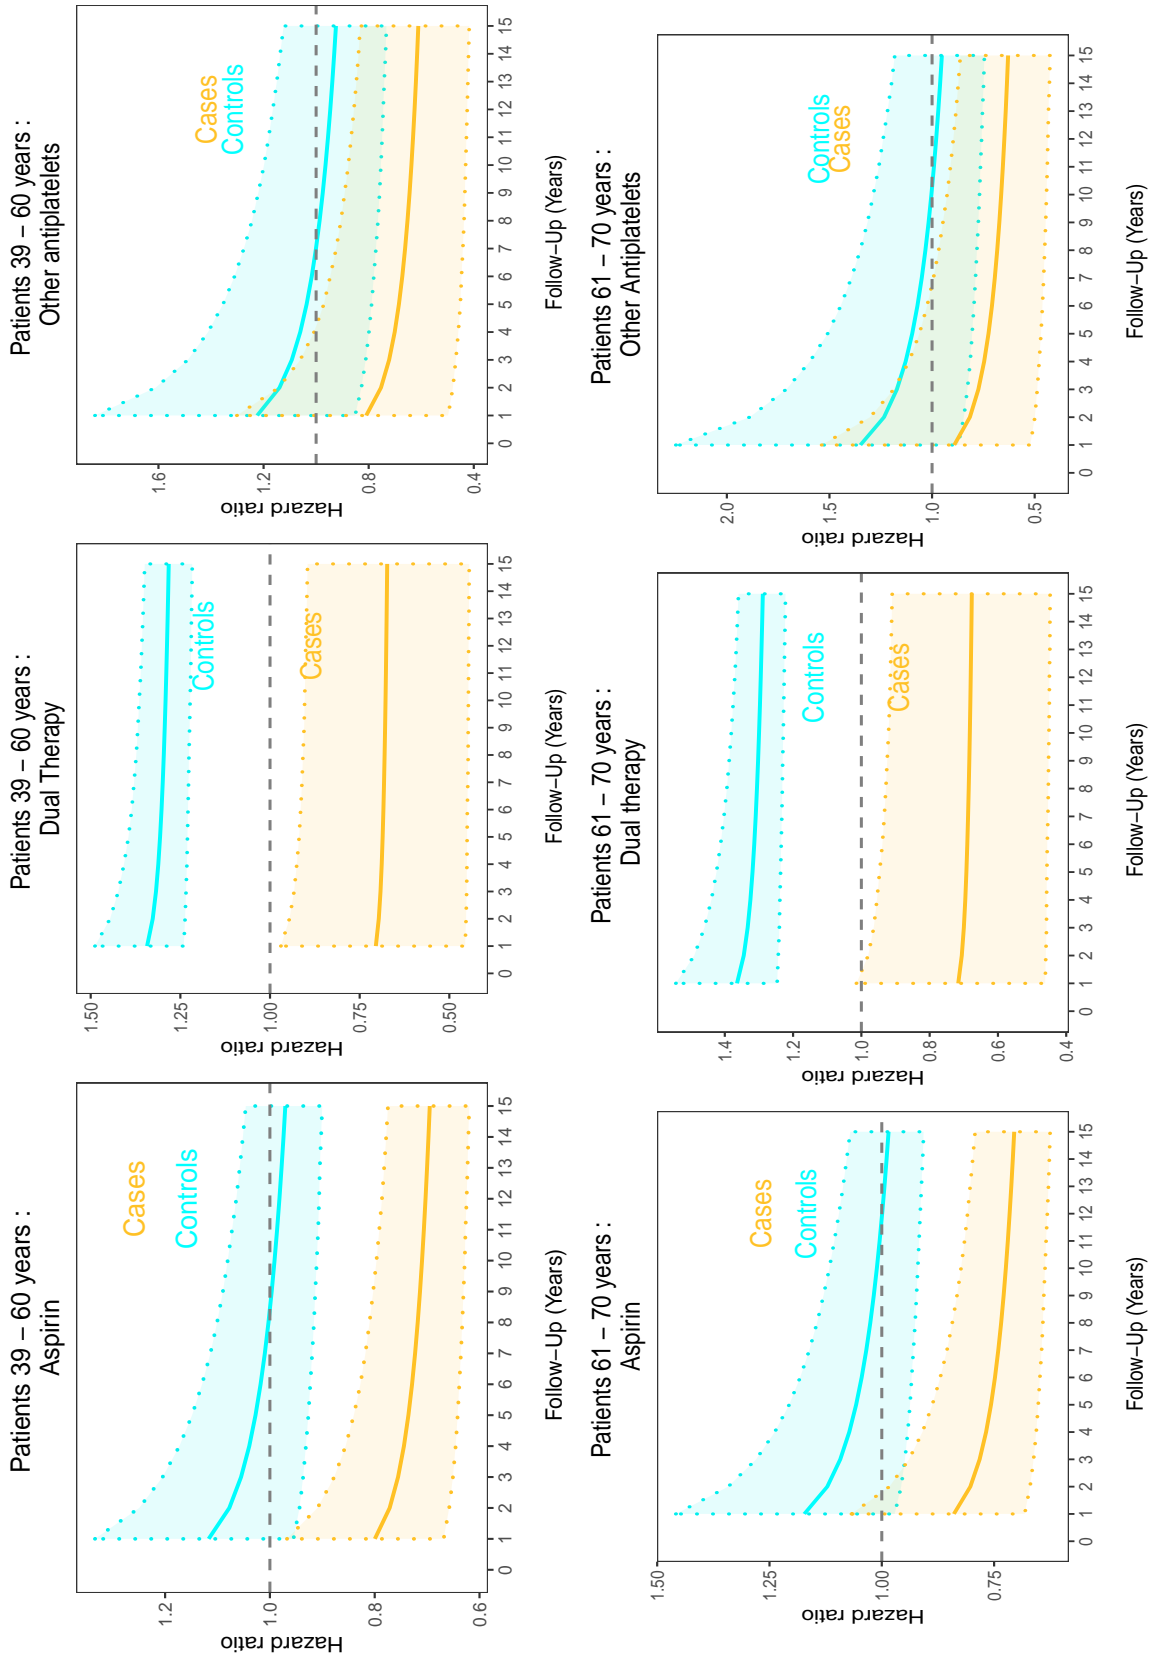 Patients 39 – 60 years :
Aspirin
Hazard ratio
1.2
1.0
0.8
0.6
Cases
Controls
0 1 2 3 4 5 6 7 8 9 10 11 12 13 14 15
Follow–Up (Years)
Patients 39 – 60 years :
Dual Therapy
Hazard ratio
1.50
1.25
1.00
0.75
0.50
Controls
Cases
0 1 2 3 4 5 6 7 8 9 10 11 12 13 14 15
Follow–Up (Years)
Patients 39 – 60 years :
Other antiplatelets
Hazard ratio
1.6
1.2
0.8
0.4
Cases
Controls
0 1 2 3 4 5 6 7 8 9 10 11 12 13 14 15
Follow–Up (Years)
Patients 61 – 70 years :
Aspirin
Hazard ratio
1.50
1.25
1.00
0.75
Cases
Controls
0 1 2 3 4 5 6 7 8 9 10 11 12 13 14 15
Follow–Up (Years)
Patients 61 – 70 years :
Dual therapy
Hazard ratio
1.4
1.2
1.0
0.8
0.6
0.4
Controls
Cases
0 1 2 3 4 5 6 7 8 9 10 11 12 13 14 15
Follow–Up (Years)
Patients 61 – 70 years :
Other Antiplatelets
Hazard ratio
2.0
1.5
1.0
0.5
Controls
Cases
0 1 2 3 4 5 6 7 8 9 10 11 12 13 14 15
Follow–Up (Years)